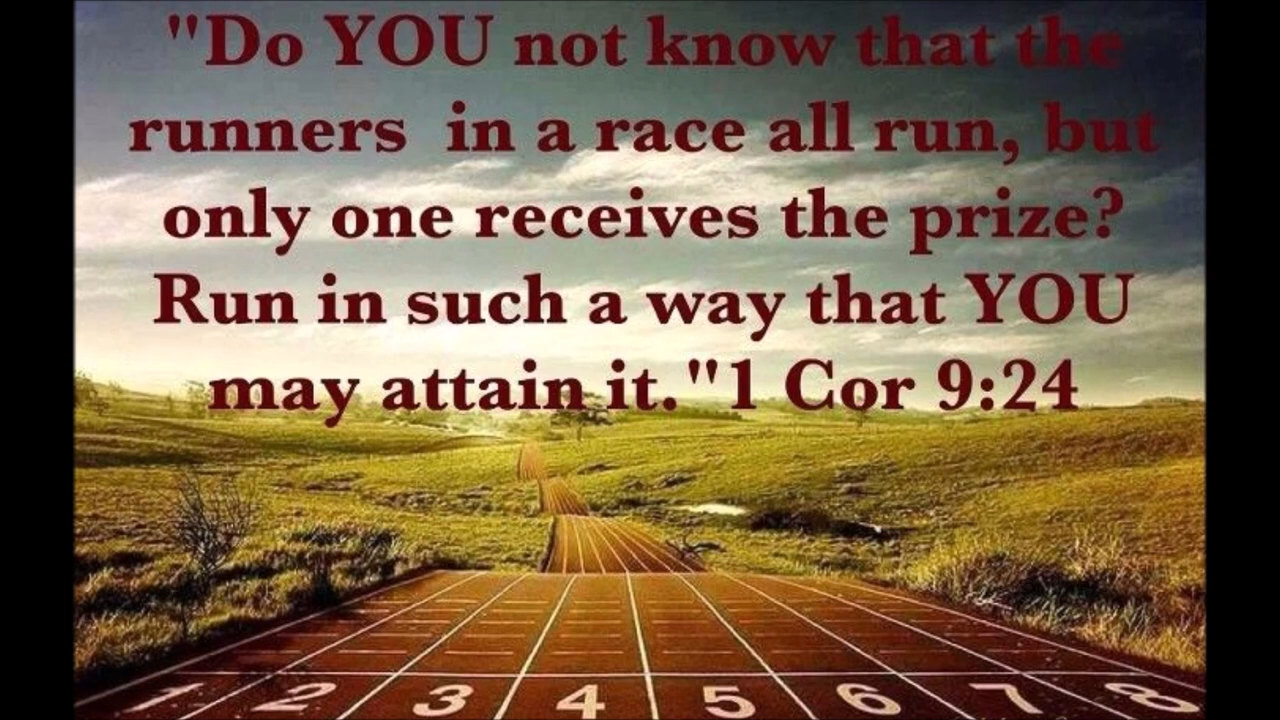 "Do YOU not know that the
runners in a race all run, but
only one receives the prize?
Run in such a way that YOU
may attain it."1 Cor 9:24
1 2 3 4 5 6 7 8